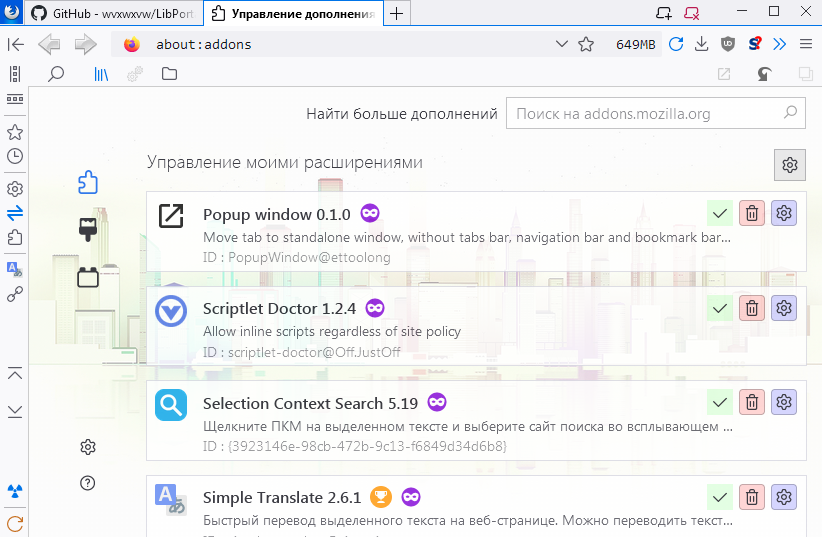 GitHub - wvxwxvw/LibPort
Управление дополнения
about:addons
649MB
Найти больше дополнений
Поиск на addons.mozilla.org
Управление моими расширениями
Popup window 0.1.0
Move tab to standalone window, without tabs bar, navigation bar and bookmark bar…
ID : PopupWindow@ettoolong
Scriptlet Doctor 1.2.4
Allow inline scripts regardless of site policy
ID : scriptlet-doctor@Off.JustOff
Selection Context Search 5.19
Щелкните ПКМ на выделенном тексте и выберите сайт поиска во всплывающем …
ID : {3923146e-98cb-472b-9c13-f6849d34d6b8}
Simple Translate 2.6.1
Быстрый перевод выделенного текста на веб-странице. Можно переводить текст…